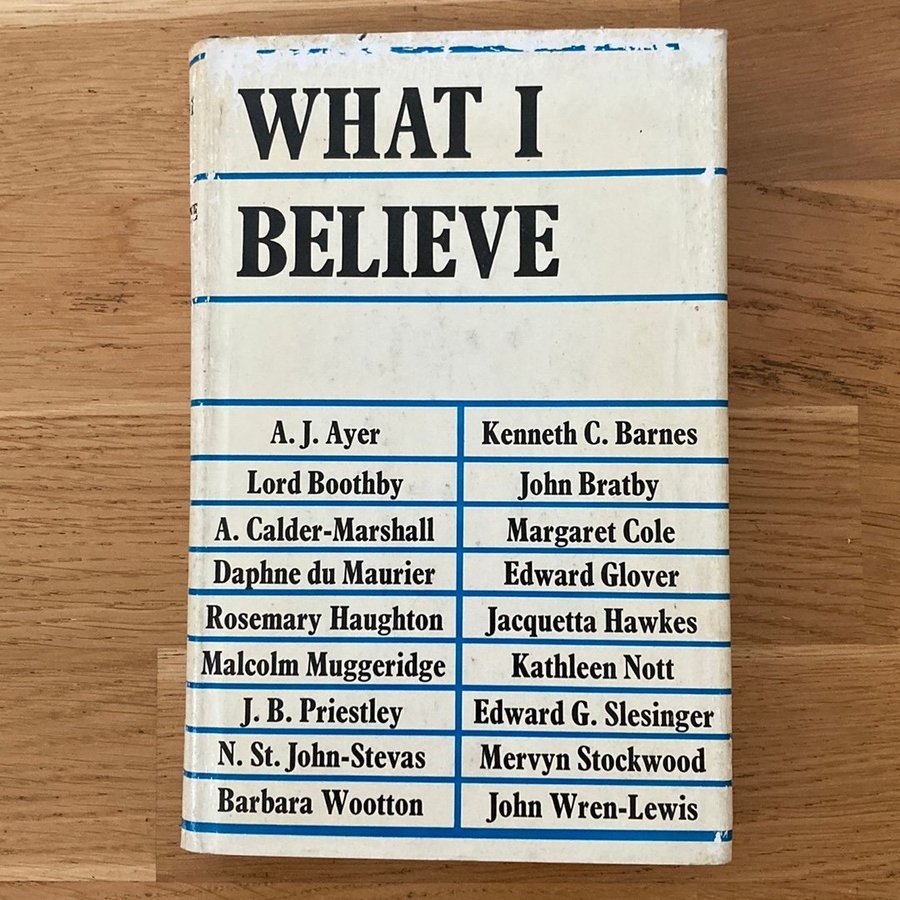 WHAT I
BELIEVE
A. J. Ayer
Kenneth C. Barnes
Lord Boothby
John Bratby
A. Calder-Marshall
Margaret Cole
Daphne du Maurier
Edward Glover
Rosemary Haughton
Jacquetta Hawkes
Malcolm Muggeridge
Kathleen Nott
J. B. Priestley
Edward G. Slesinger
N. St. John-Stevas
Mervyn Stockwood
Barbara Wootton
John Wren-Lewis